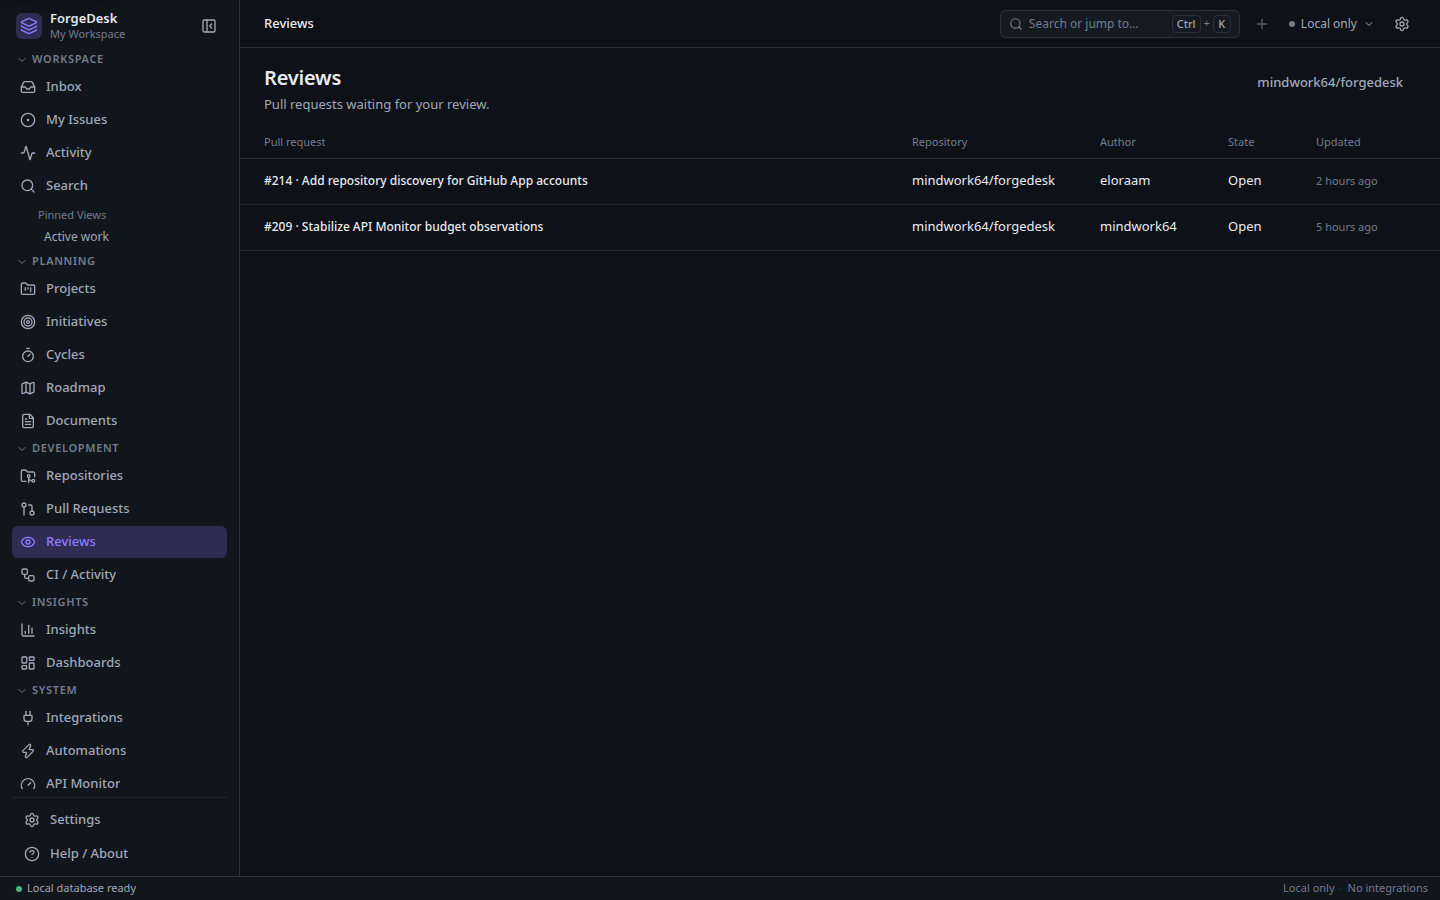 ForgeDesk
My Workspace
WORKSPACE
Inbox
My Issues
Activity
Search
Pinned Views
Active work
PLANNING
Projects
Initiatives
Cycles
Roadmap
Documents
DEVELOPMENT
Repositories
Pull Requests
Reviews
CI / Activity
INSIGHTS
Insights
Dashboards
SYSTEM
Integrations
Automations
API Monitor
Settings
Help / About
Reviews
Search or jump to... Ctrl + K
Local only
Reviews
mindwork64/forgedesk
Pull requests waiting for your review.
Pull request Repository Author State Updated
#214 · Add repository discovery for GitHub App accounts mindwork64/forgedesk eloraam Open 2 hours ago
#209 · Stabilize API Monitor budget observations mindwork64/forgedesk mindwork64 Open 5 hours ago
Local database ready
Local only · No integrations